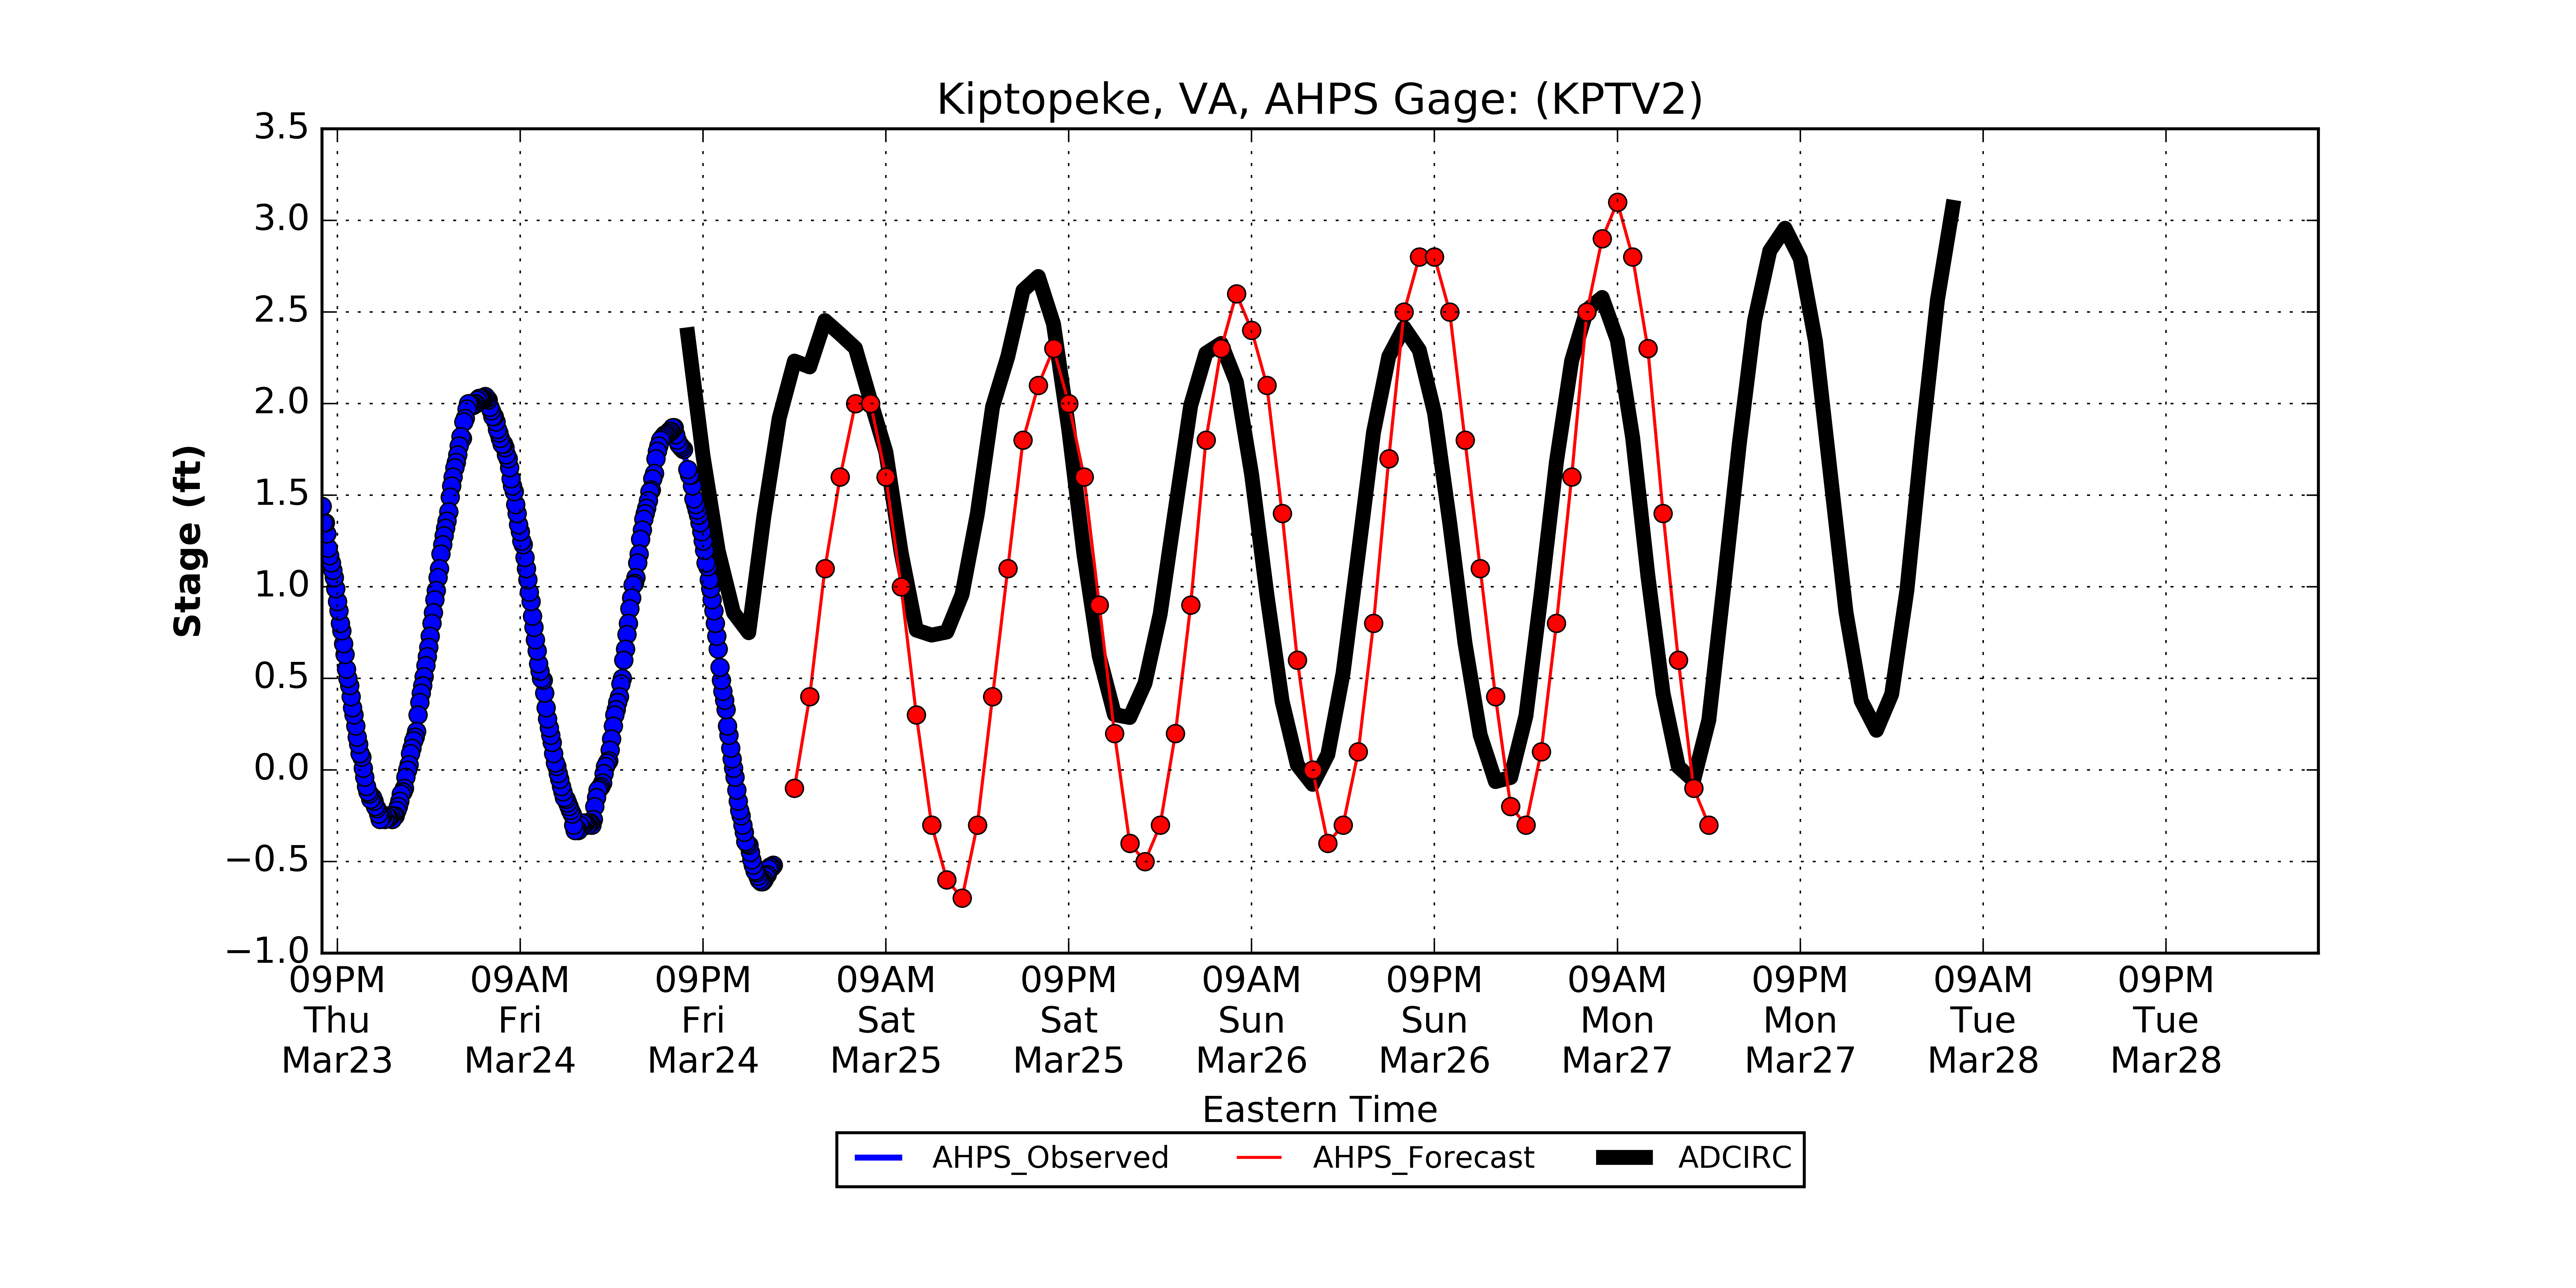 Kiptopeke, VA, AHPS Gage: (KPTV2)
3.5
3.0
2.5
2.0
1.5
1.0
0.5
0.0
−0.5
−1.0
Stage (ft)
09PM 09AM 09PM 09AM 09PM 09AM 09PM 09AM 09PM 09AM 09PM
Thu Fri Fri Sat Sat Sun Sun Mon Mon Tue Tue
Mar23 Mar24 Mar24 Mar25 Mar25 Mar26 Mar26 Mar27 Mar27 Mar28 Mar28
Eastern Time
AHPS_Observed AHPS_Forecast ADCIRC